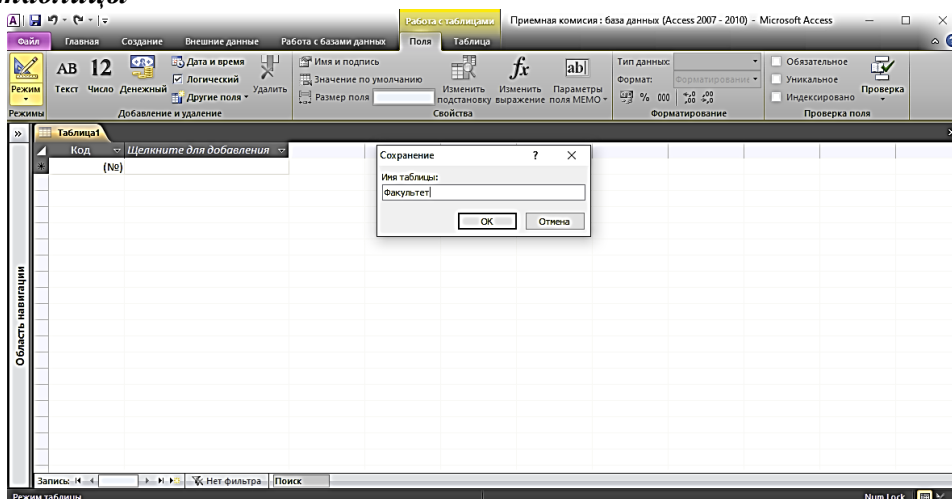 таблицы
Работа с таблицами Приемная комисия : база данных (Access 2007 - 2010) - Microsoft Access
Файл Главная Создание Внешние данные Работа с базами данных Поля Таблица
Режим
Режимы
АВ Текст
12 Число
Денежный
Дата и время
Логический
Другие поля
Удалить
Добавление и удаление
Имя и подпись
Значение по умолчанию
Размер поля
Изменить подстановку
fx Изменить выражение
ab| Параметры поля МЕМО
Свойства
Тип данных:
Формат: Форматирование
% 000
Форматирование
Обязательное
Уникальное
Индексировано
Проверка
Проверка поля
Таблица1
Код Щелкните для добавления
(№)
Сохранение ? ×
Имя таблицы:
Факультет
ОК Отмена
Область навигации
Запись: Нет фильтра Поиск
Режим таблицы Num Lock